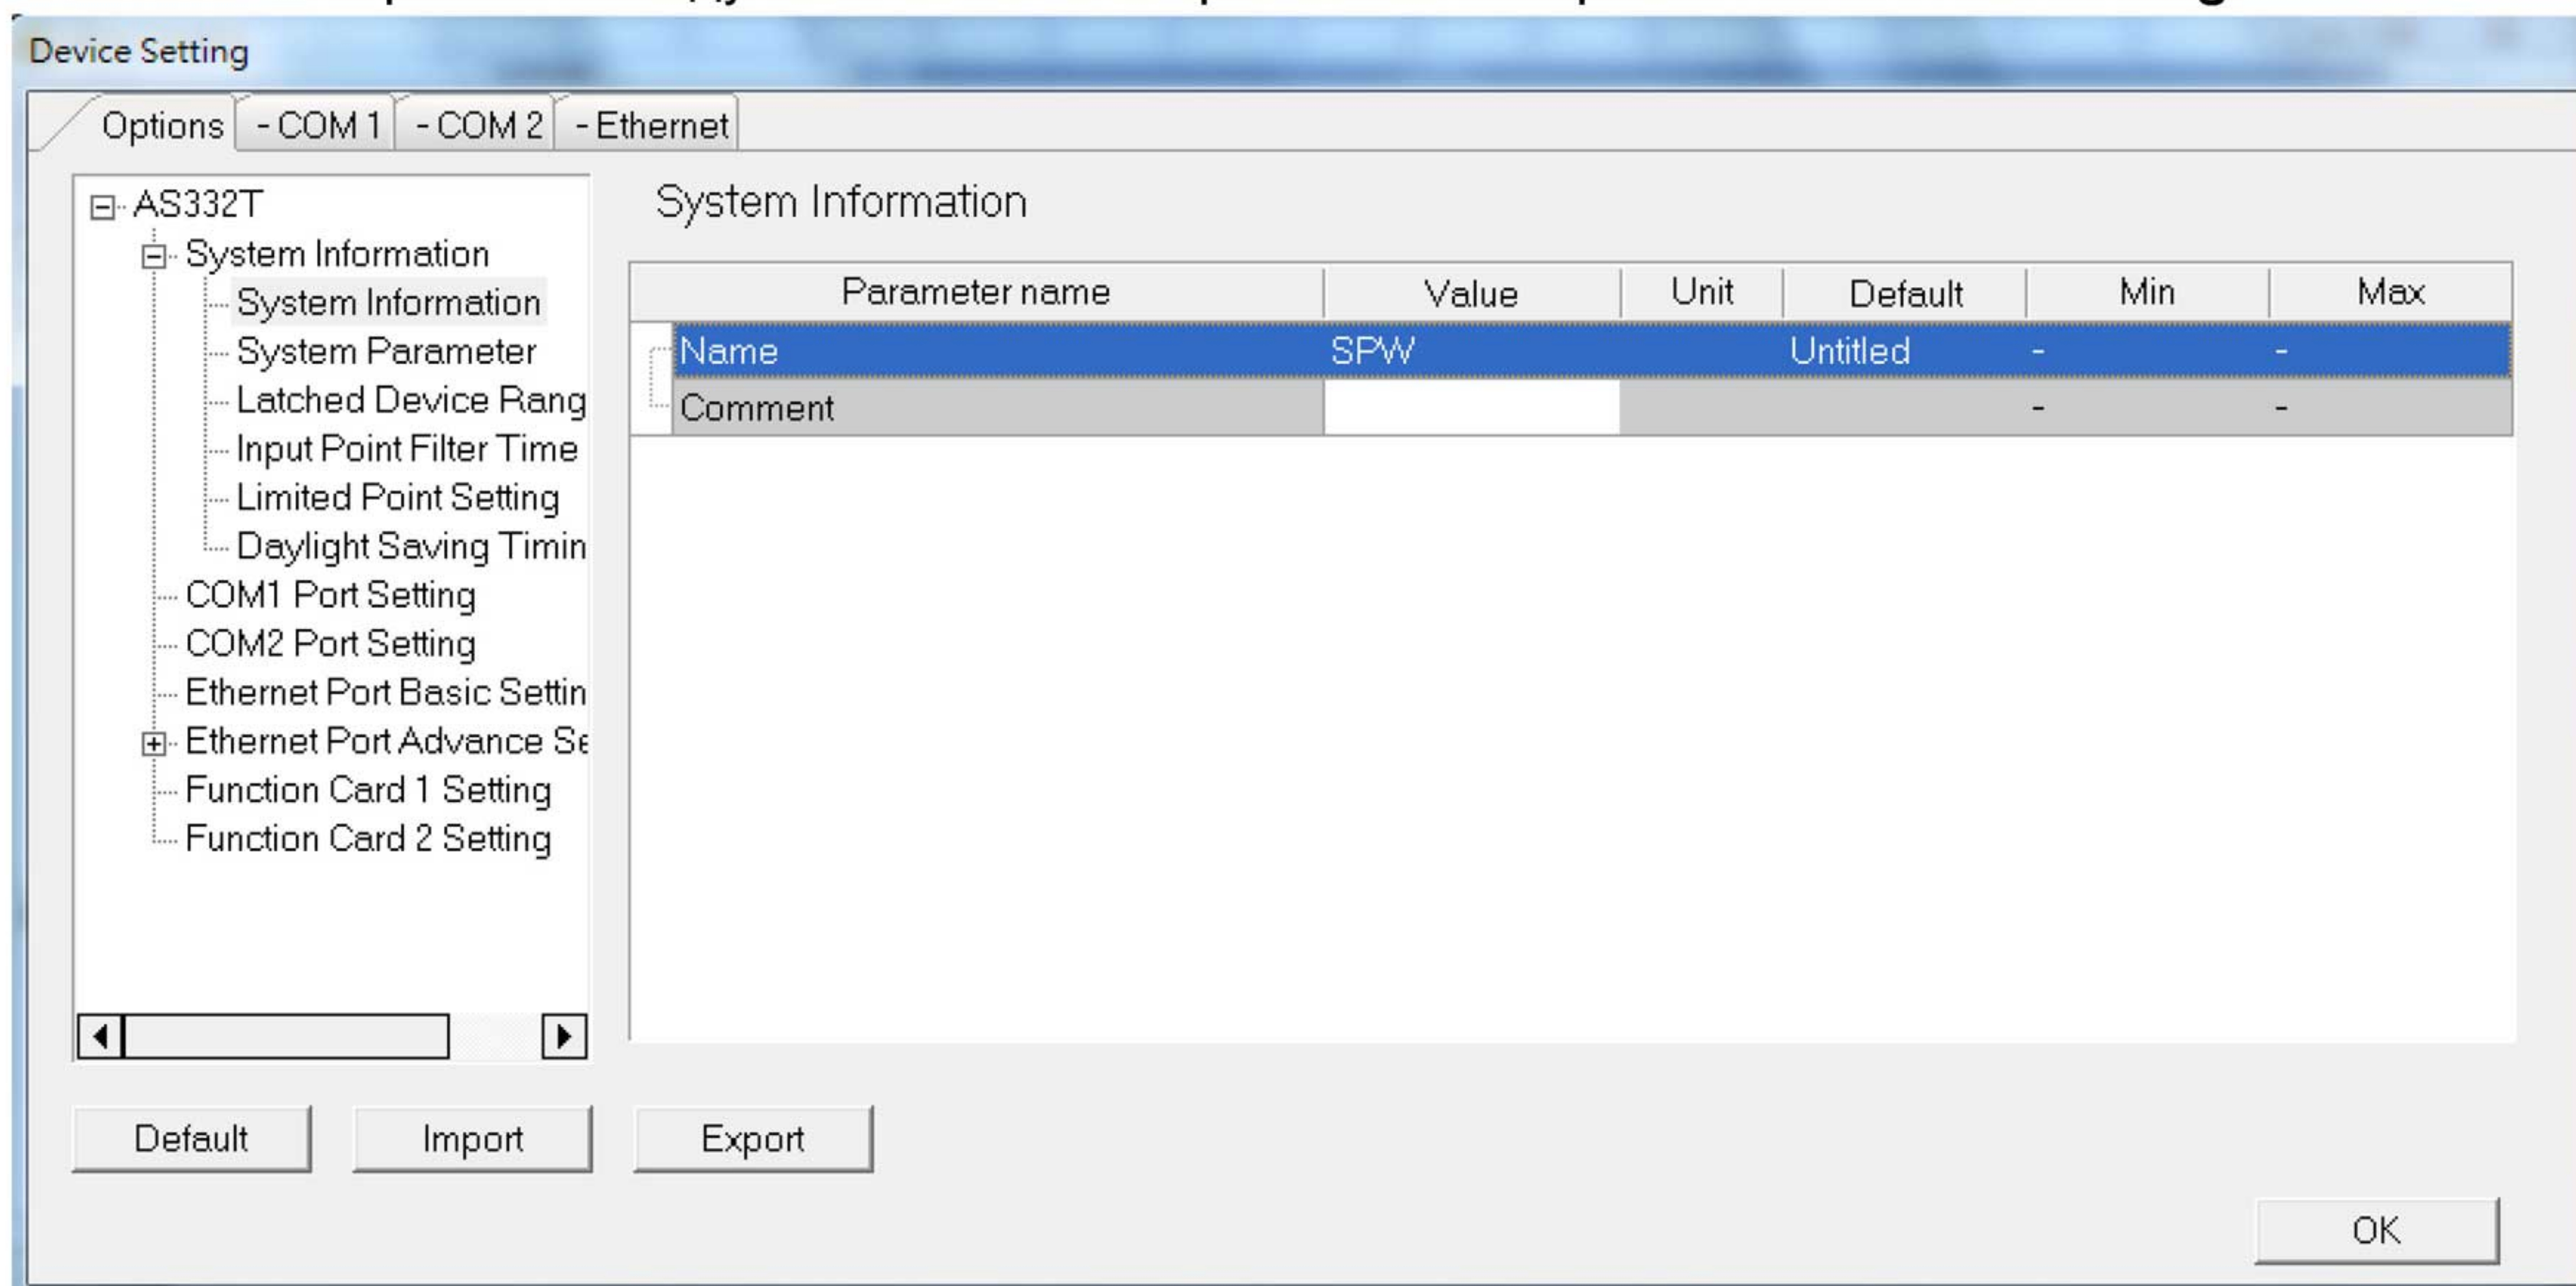 Device Setting
Options - COM 1 - COM 2 - Ethernet
AS332T
System Information
System Information
System Parameter
Latched Device Rang
Input Point Filter Time
Limited Point Setting
Daylight Saving Timin
COM1 Port Setting
COM2 Port Setting
Ethernet Port Basic Settin
Ethernet Port Advance Se
Function Card 1 Setting
Function Card 2 Setting
System Information
Parameter name Value Unit Default Min Max
Name SPW Untitled - -
Comment - -
Default Import Export
OK